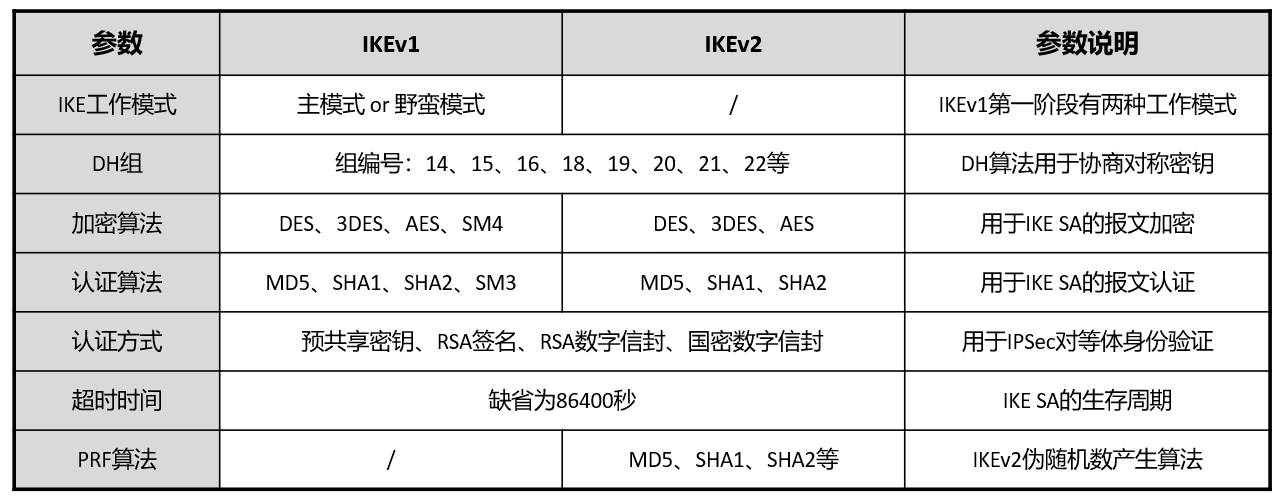 参数 IKEv1 IKEv2 参数说明
IKE工作模式 主模式 or 野蛮模式 / IKEv1第一阶段有两种工作模式
DH组 组编号：14、15、16、18、19、20、21、22等 DH算法用于协商对称密钥
加密算法 DES、3DES、AES、SM4 DES、3DES、AES 用于IKE SA的报文加密
认证算法 MD5、SHA1、SHA2、SM3 MD5、SHA1、SHA2 用于IKE SA的报文认证
认证方式 预共享密钥、RSA签名、RSA数字信封、国密数字信封 用于IPSec对等体身份验证
超时时间 缺省为86400秒 IKE SA的生存周期
PRF算法 / MD5、SHA1、SHA2等 IKEv2伪随机数产生算法